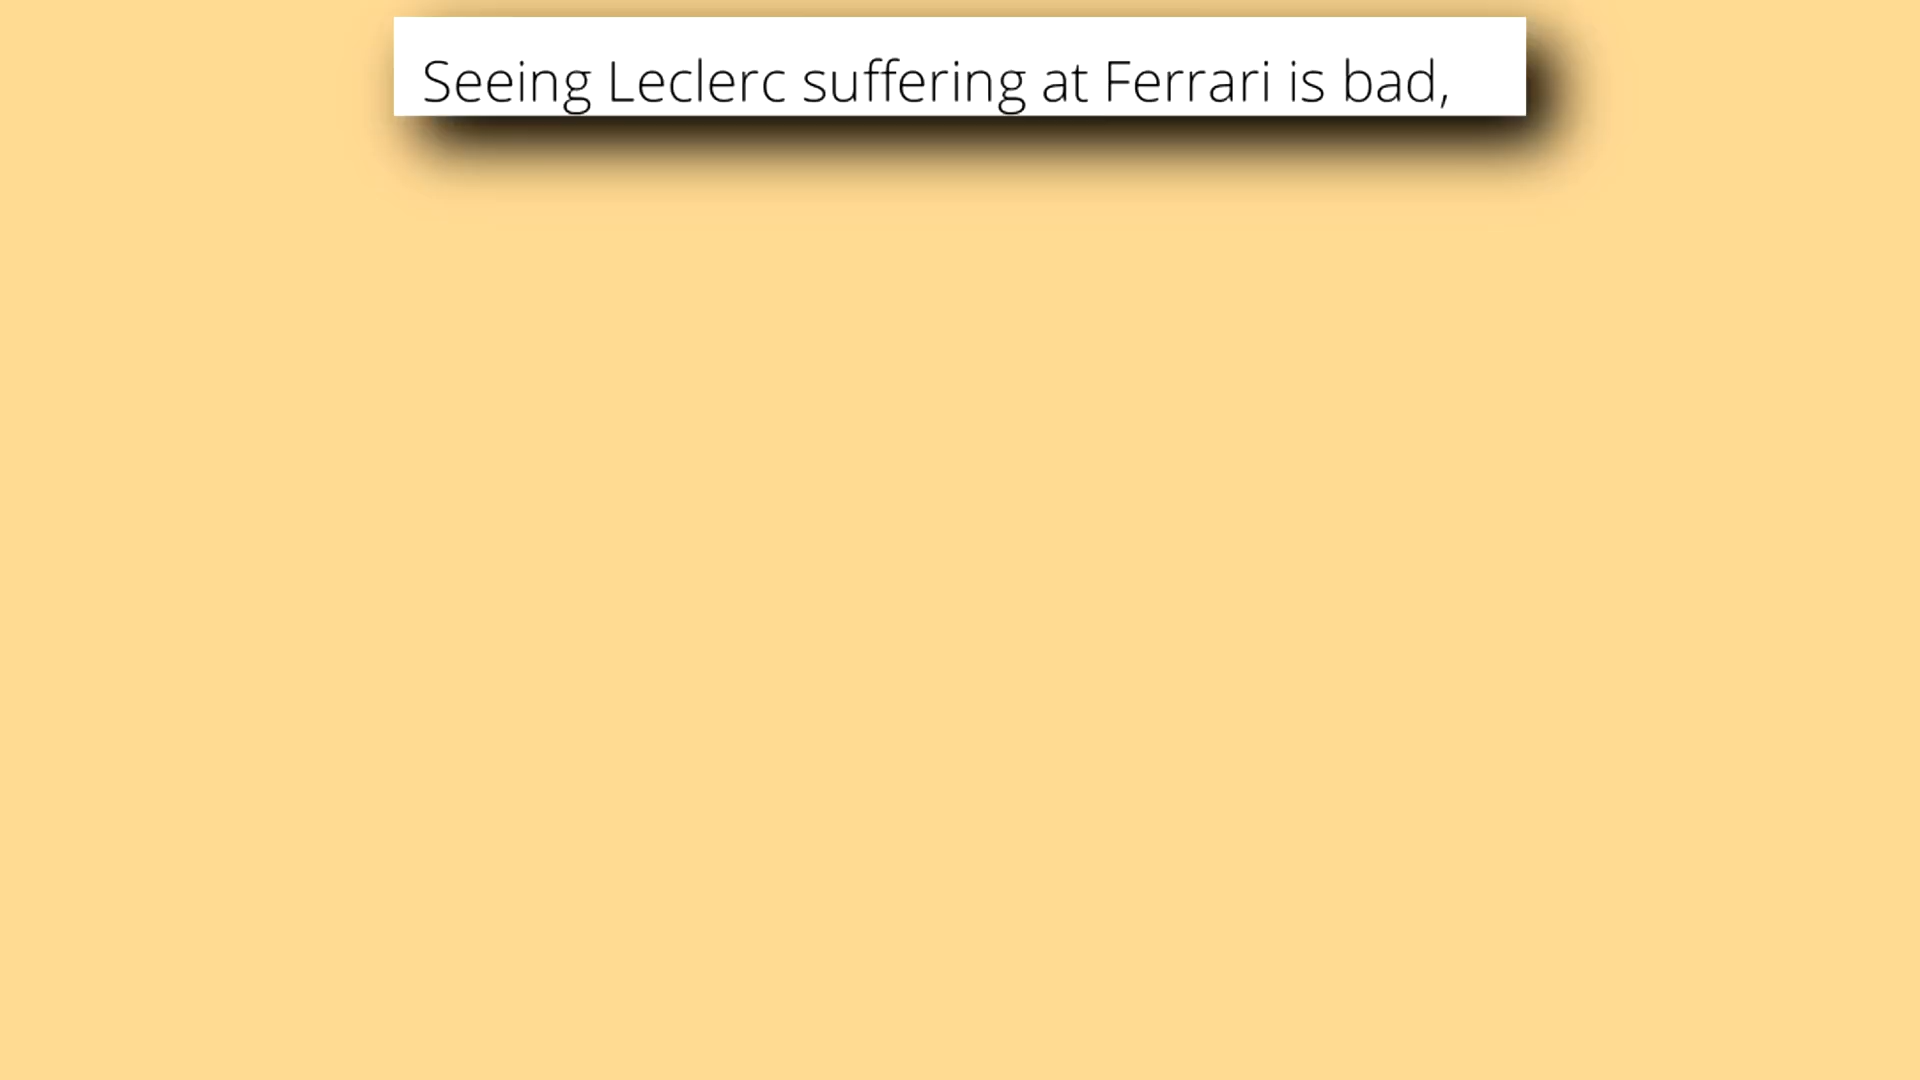 Seeing Leclerc suffering at Ferrari is bad,